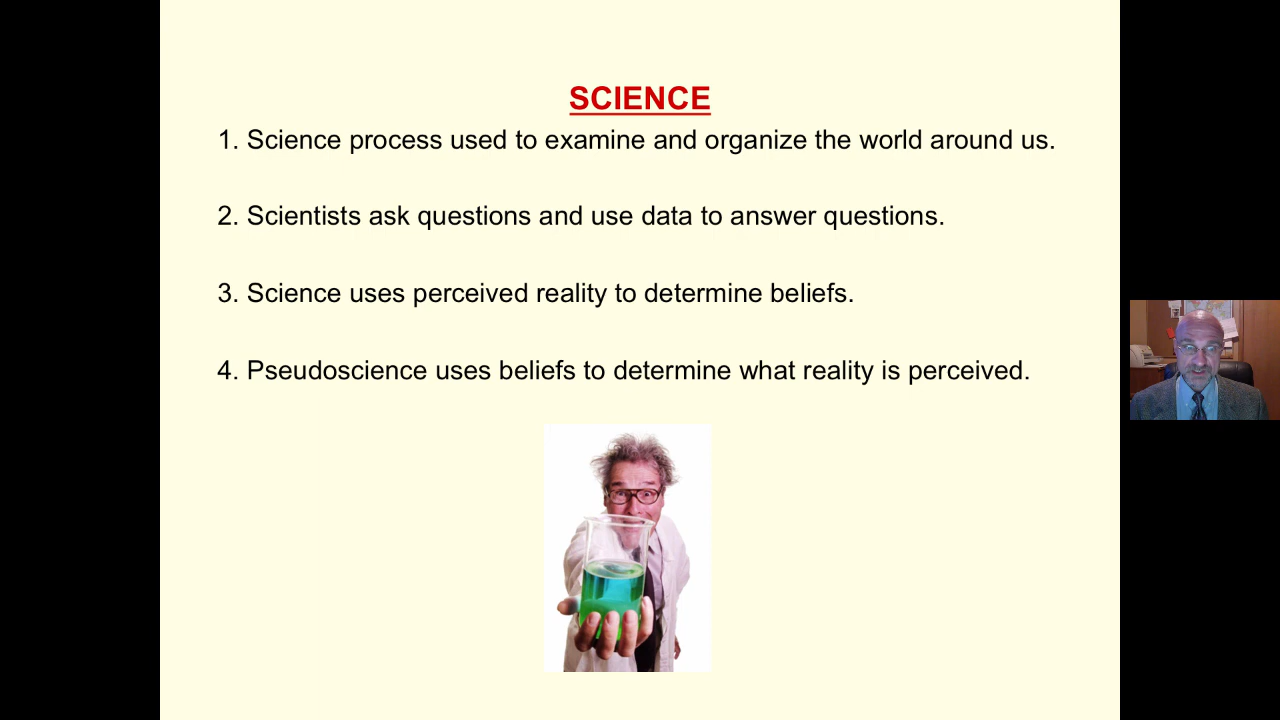 SCIENCE
1. Science process used to examine and organize the world around us.
2. Scientists ask questions and use data to answer questions.
3. Science uses perceived reality to determine beliefs.
4. Pseudoscience uses beliefs to determine what reality is perceived.